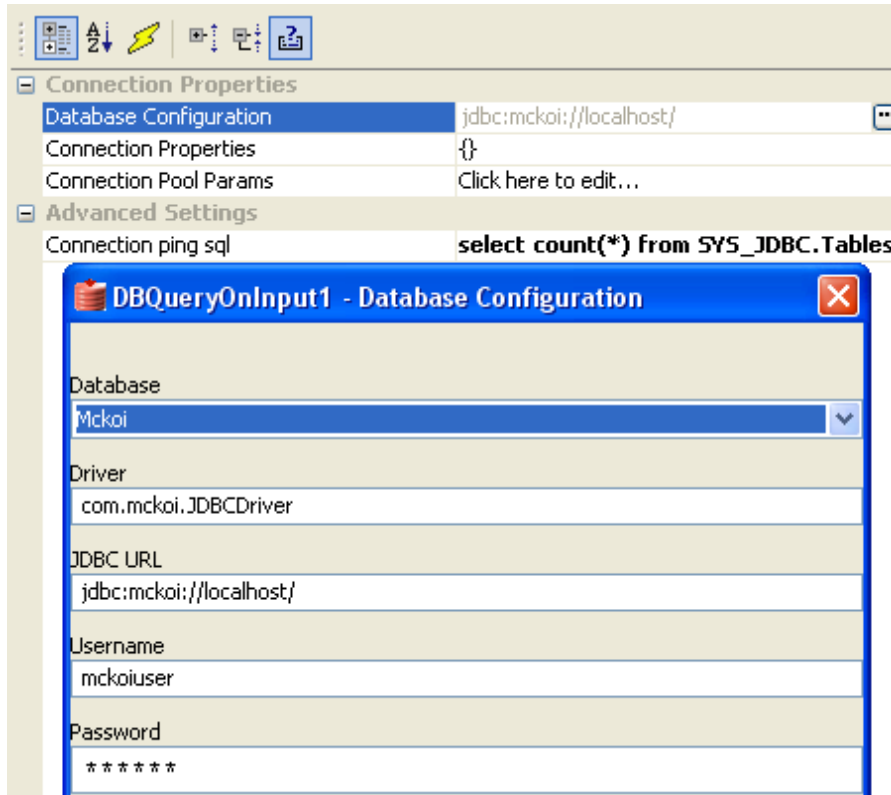 Connection Properties
Database Configuration jdbc:mckoi://localhost/
Connection Properties {}
Connection Pool Params Click here to edit...
Advanced Settings
Connection ping sql select count(*) from SYS_JDBC.Tables
DBQueryOnInput1 - Database Configuration
Database
Mckoi
Driver
com.mckoi.JDBCDriver
JDBC URL
jdbc:mckoi://localhost/
Username
mckoiuser
Password
******